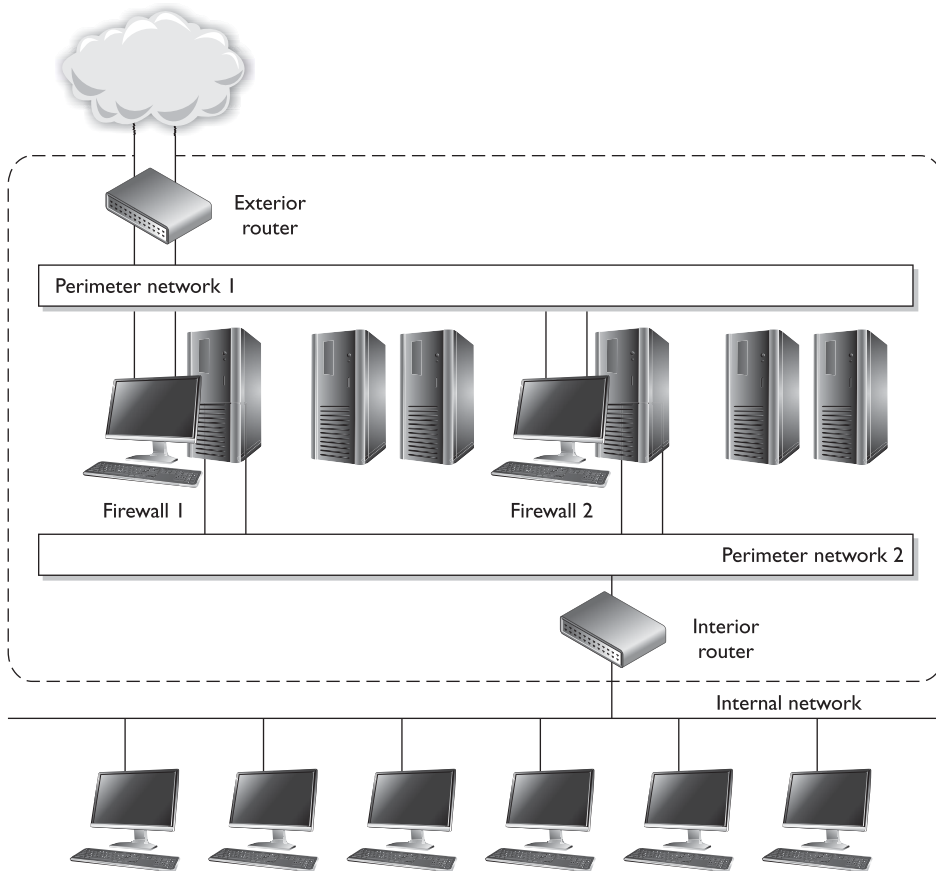 Exterior
router
Perimeter network 1
Firewall 1
Firewall 2
Perimeter network 2
Interior
router
Internal network